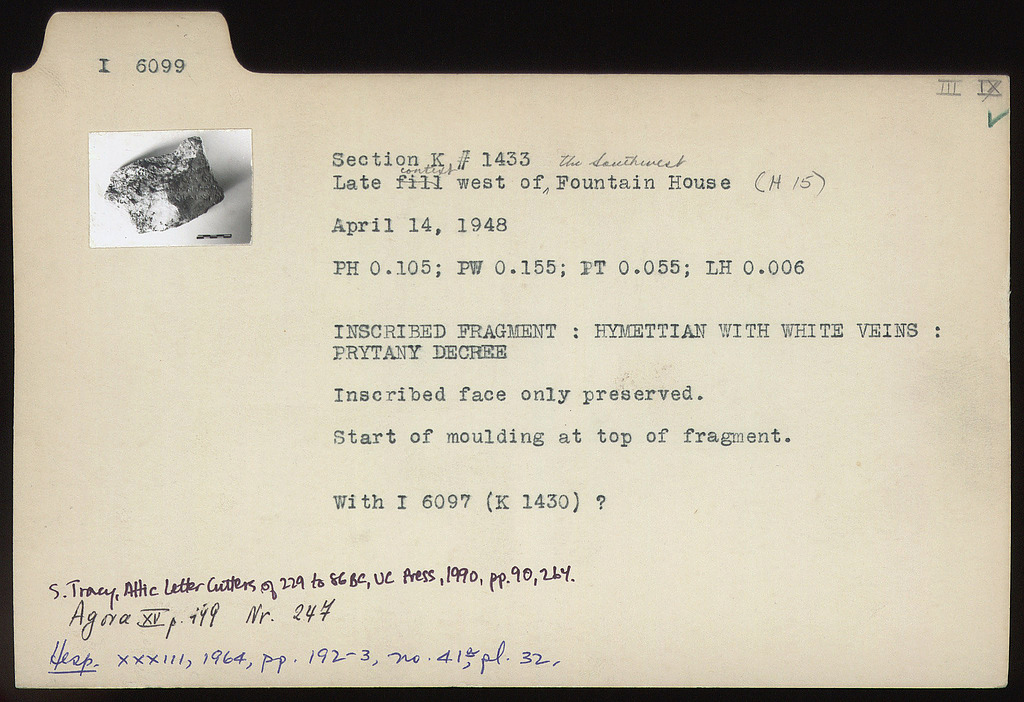 I 6099
III IX
✓
Section K # 1433 the Southwest
context
Late fill west of ‸ Fountain House (H 15)
April 14, 1948
PH 0.105; PW 0.155; PT 0.055; LH 0.006
INSCRIBED FRAGMENT : HYMETTIAN WITH WHITE VEINS :
PRYTANY DECREE
Inscribed face only preserved.
Start of moulding at top of fragment.
With I 6097 (K 1430) ?
S. Tracy, Attic Letter Cutters of 229 to 86 BC, UC Press, 1990, pp. 90, 264.
Agora XV p. 199 Nr. 247
Hesp. XXXIII, 1964, pp. 192-3, no. 41a, pl. 32.